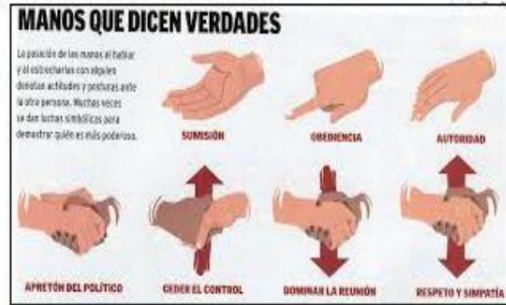 MANOS QUE DICEN VERDADES
La posición de las manos al hablar
y al estrecharlas con alguien
denotan actitudes y posturas ante
la otra persona. Muchas veces
se dan luchas simbólicas para
demostrar quién es más poderoso.
SUMISIÓN
OBEDIENCIA
AUTORIDAD
APRETÓN DEL POLÍTICO
CEDER EL CONTROL
DOMINAR LA REUNIÓN
RESPETO Y SIMPATÍA